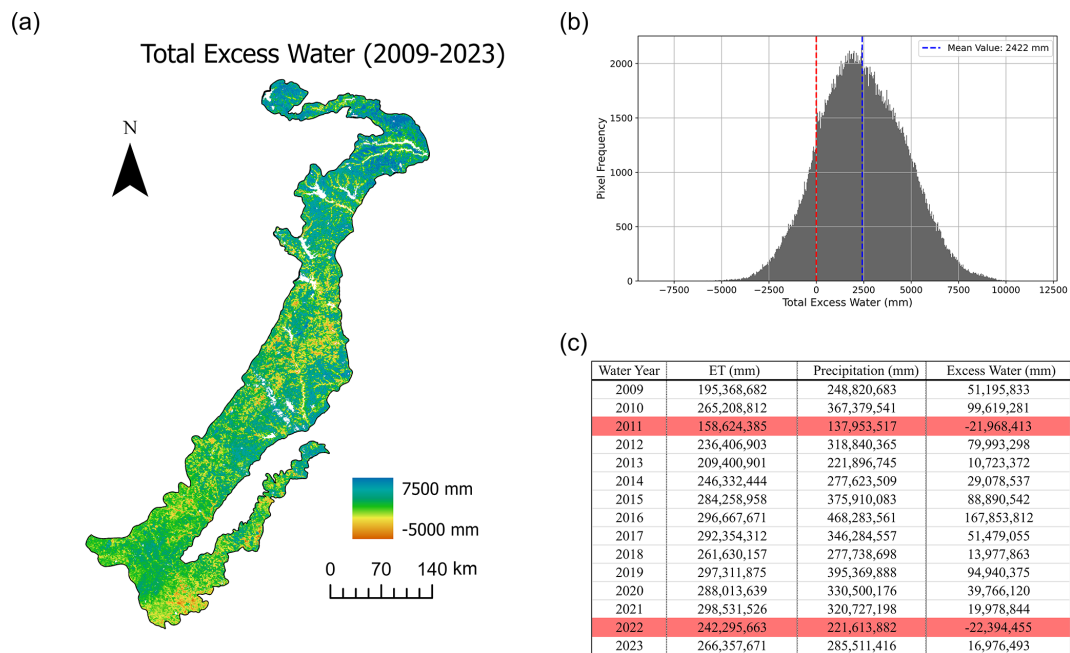 (a)
Total Excess Water (2009-2023)
N
7500 mm
-5000 mm
0 70 140 km
(b)
Mean Value: 2422 mm
Pixel Frequency
2000
1500
1000
500
0
−7500 −5000 −2500 0 2500 5000 7500 10000 12500
Total Excess Water (mm)
(c)
Water Year ET (mm) Precipitation (mm) Excess Water (mm)
2009 195,368,682 248,820,683 51,195,833
2010 265,208,812 367,379,541 99,619,281
2011 158,624,385 137,953,517 -21,968,413
2012 236,406,903 318,840,365 79,993,298
2013 209,400,901 221,896,745 10,723,372
2014 246,332,444 277,623,509 29,078,537
2015 284,258,958 375,910,083 88,890,542
2016 296,667,671 468,283,561 167,853,812
2017 292,354,312 346,284,557 51,479,055
2018 261,630,157 277,738,698 13,977,863
2019 297,311,875 395,369,888 94,940,375
2020 288,013,639 330,500,176 39,766,120
2021 298,531,526 320,727,198 19,978,844
2022 242,295,663 221,613,882 -22,394,455
2023 266,357,671 285,511,416 16,976,493